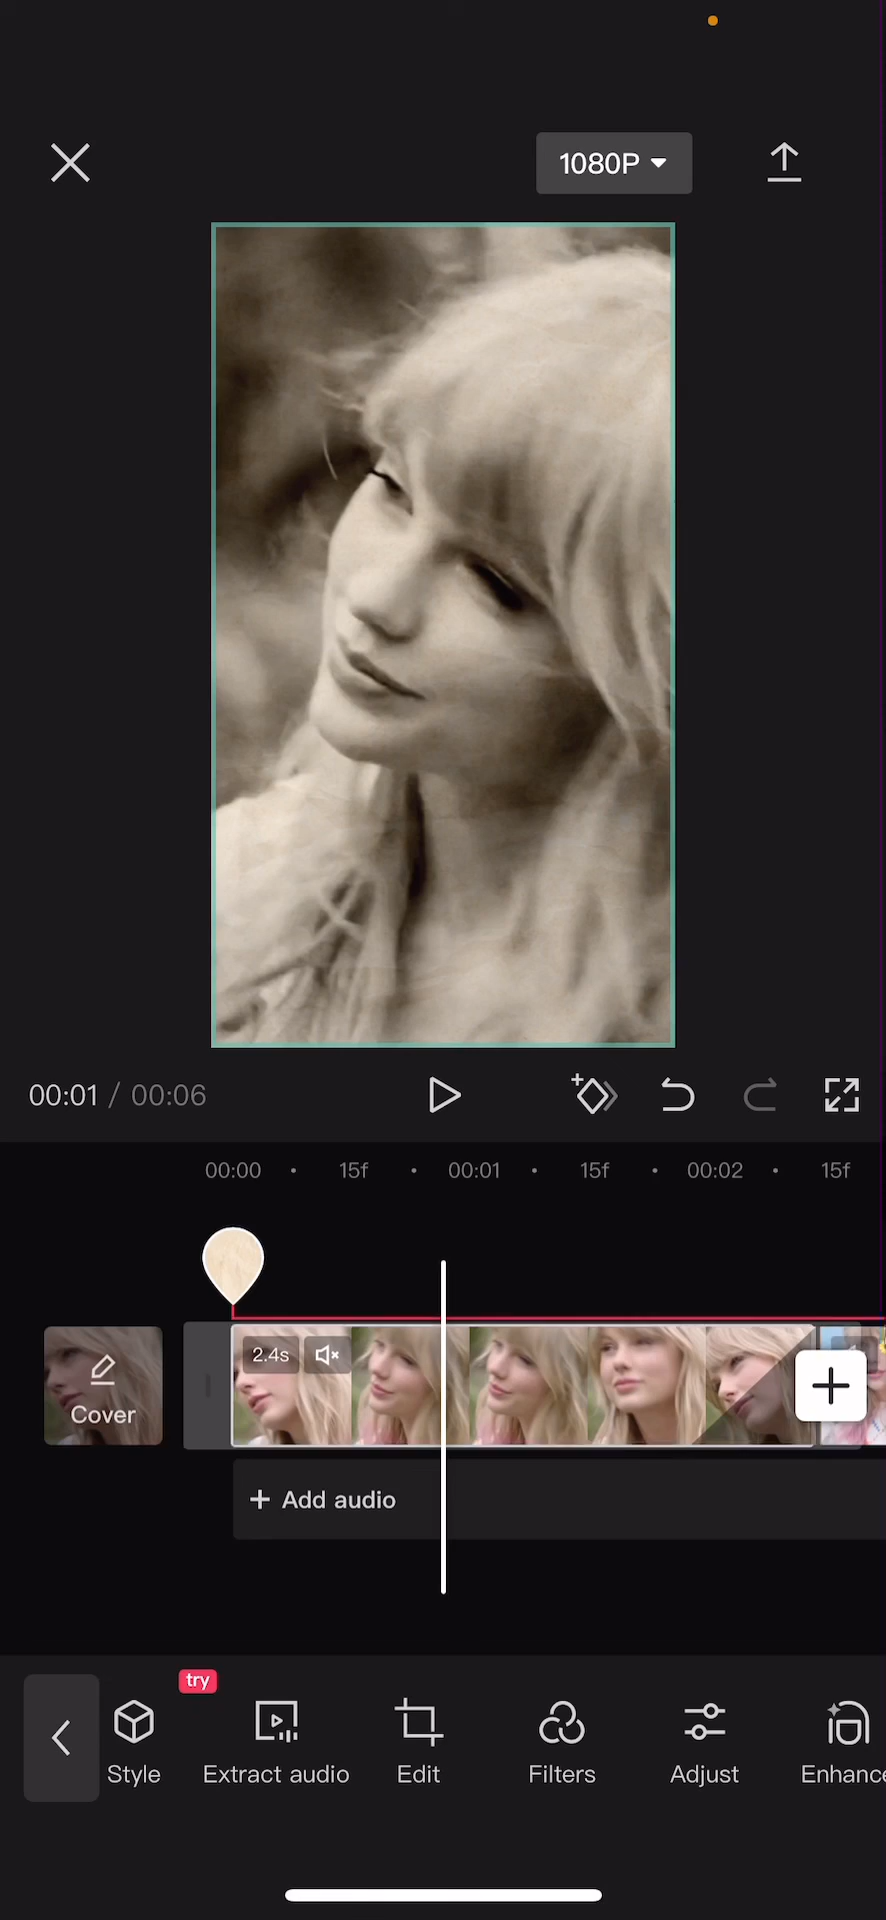 1080P
00:01 / 00:06
00:00 15f 00:01 15f 00:02 15f
2.4s
Cover
+ Add audio
try
Style Extract audio Edit Filters Adjust Enhance